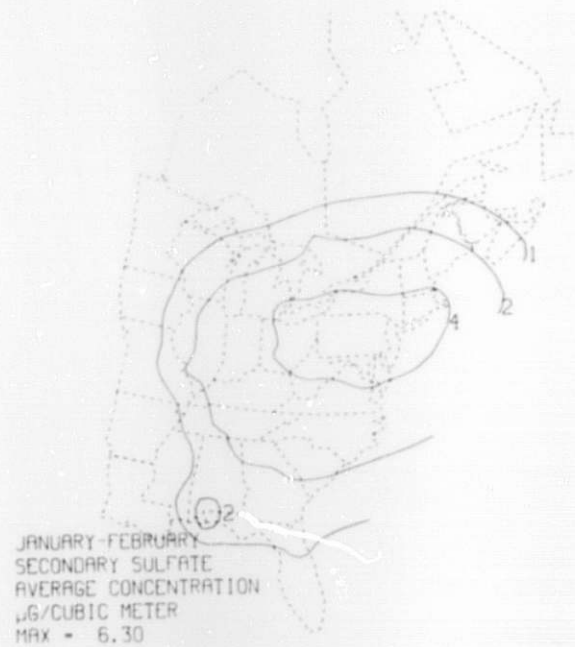 1
2
4
2
JANUARY-FEBRUARY
SECONDARY SULFATE
AVERAGE CONCENTRATION
µG/CUBIC METER
MAX = 6.30